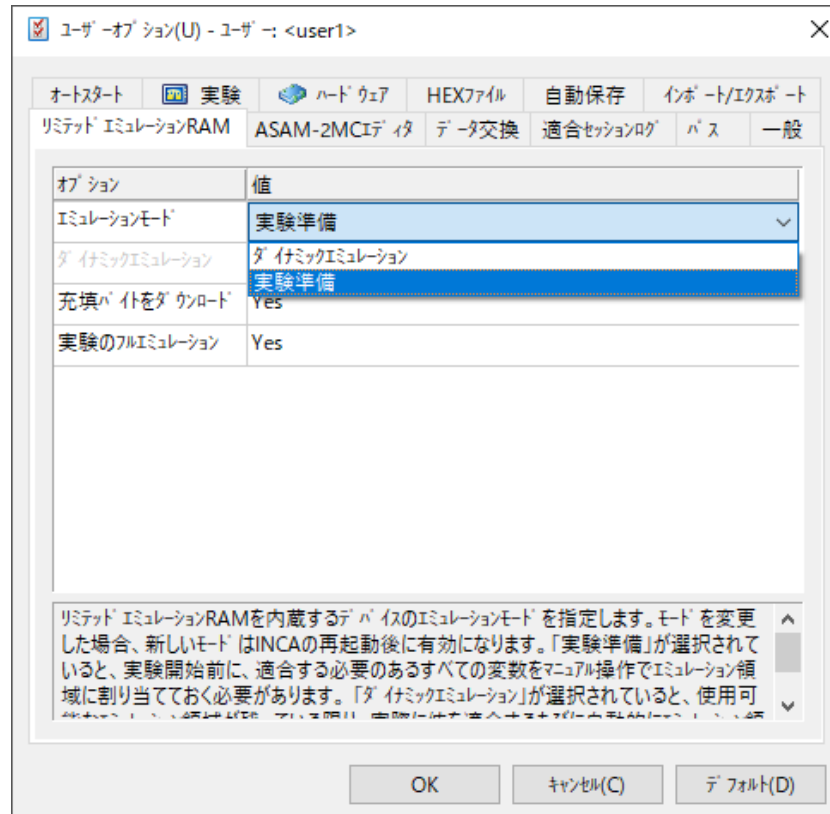 ﾕｰｻﾞｰｵﾌﾟｼｮﾝ(U) - ﾕｰｻﾞｰ: <user1>
ｵｰﾄｽﾀｰﾄ 実験 ﾊｰﾄﾞｳｪｱ HEXﾌｧｲﾙ 自動保存 ｲﾝﾎﾟｰﾄ/ｴｸｽﾎﾟｰﾄ
ﾘﾐﾃｯﾄﾞｴﾐｭﾚｰｼｮﾝRAM ASAM-2MCｴﾃﾞｨﾀ ﾃﾞｰﾀ交換 適合ｾｯｼｮﾝﾛｸﾞ ﾊﾟｽ 一般
ｵﾌﾟｼｮﾝ 値
ｴﾐｭﾚｰｼｮﾝﾓｰﾄﾞ 実験準備
ﾀﾞｲﾅﾐｯｸｴﾐｭﾚｰｼｮﾝ ﾀﾞｲﾅﾐｯｸｴﾐｭﾚｰｼｮﾝ
実験準備
充填ﾊﾞｲﾄをﾀﾞｳﾝﾛｰﾄﾞ Yes
実験のﾌﾙｴﾐｭﾚｰｼｮﾝ Yes
ﾘﾐﾃｯﾄﾞｴﾐｭﾚｰｼｮﾝRAMを内蔵するﾃﾞﾊﾞｲｽのｴﾐｭﾚｰｼｮﾝﾓｰﾄﾞを指定します。ﾓｰﾄﾞを変更
した場合、新しいﾓｰﾄﾞはINCAの再起動後に有効になります。「実験準備」が選択されて
いると、実験開始前に、適合する必要のあるすべての変数をﾏﾆｭｱﾙ操作でｴﾐｭﾚｰｼｮﾝ領
域に割り当てておく必要があります。「ﾀﾞｲﾅﾐｯｸｴﾐｭﾚｰｼｮﾝ」が選択されていると、使用可
OK ｷｬﾝｾﾙ(C) ﾃﾞﾌｫﾙﾄ(D)